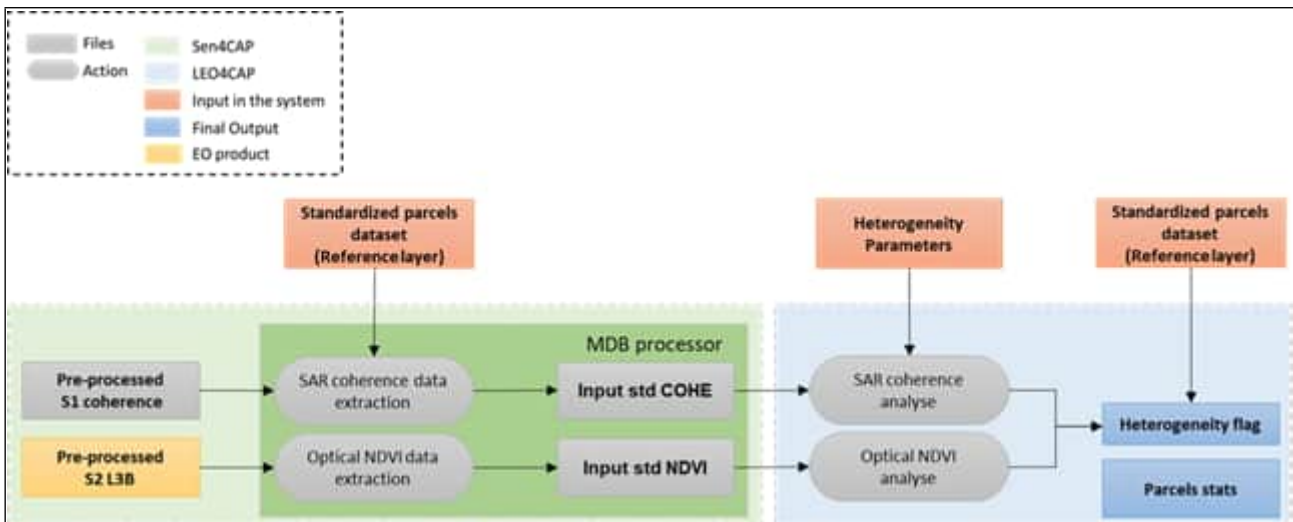 Files
Action
Sen4CAP
LEO4CAP
Input in the system
Final Output
EO product
Standardized parcels
dataset
(Reference layer)
Heterogeneity
Parameters
Standardized parcels
dataset
(Reference layer)
MDB processor
Pre-processed
S1 coherence
SAR coherence data
extraction
Input std COHE
SAR coherence
analyse
Heterogeneity flag
Pre-processed
S2 L3B
Optical NDVI data
extraction
Input std NDVI
Optical NDVI
analyse
Parcels stats